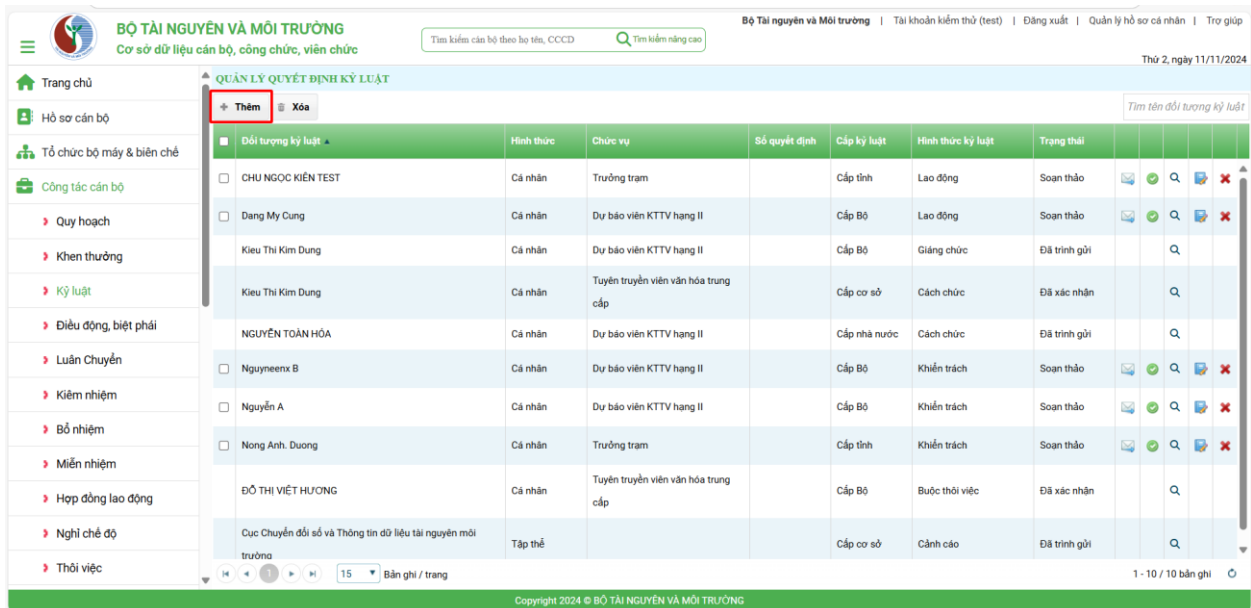 BỘ TÀI NGUYÊN VÀ MÔI TRƯỜNG
Cơ sở dữ liệu cán bộ, công chức, viên chức
Tìm kiếm cán bộ theo họ tên, CCCD
Tìm kiếm nâng cao
Bộ Tài nguyên và Môi trường | Tài khoản kiểm thử (test) | Đăng xuất | Quản lý hồ sơ cá nhân | Trợ giúp
Thứ 2, ngày 11/11/2024
Trang chủ
Hồ sơ cán bộ
Tổ chức bộ máy & biên chế
Công tác cán bộ
Quy hoạch
Khen thưởng
Kỷ luật
Điều động, biệt phái
Luân Chuyển
Kiêm nhiệm
Bổ nhiệm
Miễn nhiệm
Hợp đồng lao động
Nghỉ chế độ
Thôi việc
QUẢN LÝ QUYẾT ĐỊNH KỶ LUẬT
Thêm Xóa
Tìm tên đối tượng kỷ luật
Đối tượng kỷ luật Hình thức Chức vụ Số quyết định Cấp kỷ luật Hình thức kỷ luật Trạng thái
CHU NGỌC KIÊN TEST Cá nhân Trưởng trạm Cấp tỉnh Lao động Soạn thảo
Dang My Cung Cá nhân Dự báo viên KTTV hạng II Cấp Bộ Lao động Soạn thảo
Kieu Thi Kim Dung Cá nhân Dự báo viên KTTV hạng II Cấp Bộ Giáng chức Đã trình gửi
Kieu Thi Kim Dung Cá nhân Tuyên truyền viên văn hóa trung cấp Cấp cơ sở Cách chức Đã xác nhận
NGUYỄN TOÀN HÓA Cá nhân Dự báo viên KTTV hạng II Cấp nhà nước Cách chức Đã trình gửi
Nguyneenx B Cá nhân Dự báo viên KTTV hạng II Cấp Bộ Khiển trách Soạn thảo
Nguyễn A Cá nhân Dự báo viên KTTV hạng II Cấp Bộ Khiển trách Soạn thảo
Nong Anh. Duong Cá nhân Trưởng trạm Cấp tỉnh Khiển trách Soạn thảo
ĐỖ THỊ VIỆT HƯƠNG Cá nhân Tuyên truyền viên văn hóa trung cấp Cấp Bộ Buộc thôi việc Đã xác nhận
Cục Chuyển đổi số và Thông tin dữ liệu tài nguyên môi trường Tập thể Cấp cơ sở Cảnh cáo Đã trình gửi
1 15 Bản ghi / trang
1 - 10 / 10 bản ghi
Copyright 2024 © BỘ TÀI NGUYÊN VÀ MÔI TRƯỜNG